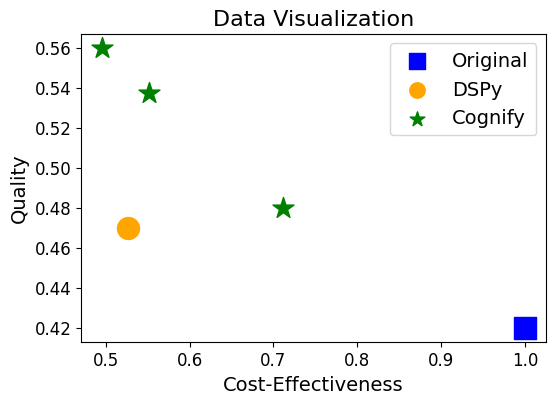 Data Visualization
Original
DSPy
Cognify
Quality
0.56
0.54
0.52
0.50
0.48
0.46
0.44
0.42
0.5
0.6
0.7
0.8
0.9
1.0
Cost-Effectiveness